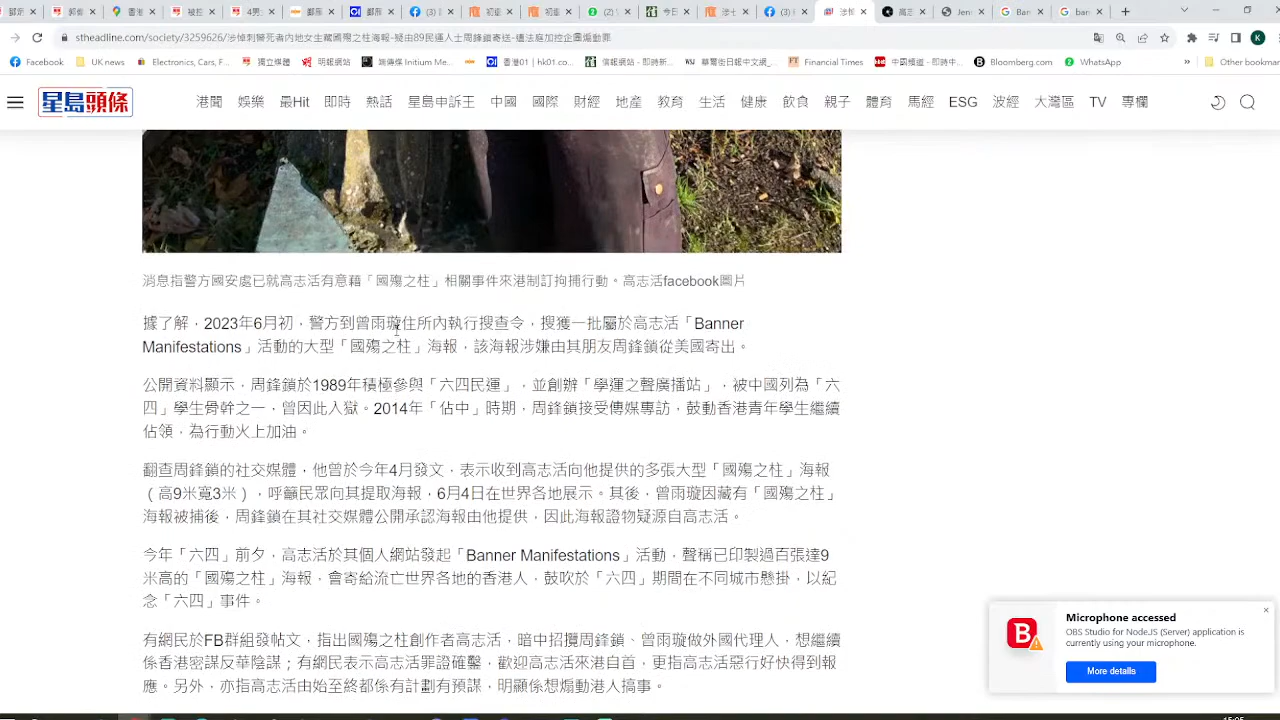 stheadline.com/society/3259626/涉悼刺警死者內地女生藏國殤之柱海報-疑由89民運人士周鋒鎖寄送-禮法庭加控企圖煽動罪
Facebook UK news Electronics, Cars, F... 獨立媒體 明報網站 端傳媒 Initium Me... 香港01 | hk01.co... 信報網站 - 即時新... 華爾街日報中文網_... Financial Times Bloomberg.com WhatsApp » Other bookmar
星島頭條 港聞 娛樂 最Hit 即時 熱話 星島申訴王 中國 國際 財經 地產 教育 生活 健康 飲食 親子 體育 馬經 ESG 波經 大灣區 TV 專欄
消息指警方國安處已就高志活有意藉「國殤之柱」相關事件來港制訂拘捕行動。高志活facebook圖片
據了解，2023年6月初，警方到曾雨璇住所內執行搜查令，搜獲一批屬於高志活「Banner
Manifestations」活動的大型「國殤之柱」海報，該海報涉嫌由其朋友周鋒鎖從美國寄出。
公開資料顯示，周鋒鎖於1989年積極參與「六四民運」，並創辦「學運之聲廣播站」，被中國列為「六
四」學生骨幹之一，曾因此入獄。2014年「佔中」時期，周鋒鎖接受傳媒專訪，鼓動香港青年學生繼續
佔領，為行動火上加油。
翻查周鋒鎖的社交媒體，他曾於今年4月發文，表示收到高志活向他提供的多張大型「國殤之柱」海報
（高9米寬3米），呼籲民眾向其提取海報，6月4日在世界各地展示。其後，曾雨璇因藏有「國殤之柱」
海報被捕後，周鋒鎖在其社交媒體公開承認海報由他提供，因此海報證物疑源自高志活。
今年「六四」前夕，高志活於其個人網站發起「Banner Manifestations」活動，聲稱已印製過百張達9
米高的「國殤之柱」海報，會寄給流亡世界各地的香港人，鼓吹於「六四」期間在不同城市懸掛，以紀
念「六四」事件。
有網民於FB群組發帖文，指出國殤之柱創作者高志活，暗中招攬周鋒鎖、曾雨璇做外國代理人，想繼續
係香港密謀反華陰謀；有網民表示高志活罪證確鑿，歡迎高志活來港自首，更指高志活惡行好快得到報
應。另外，亦指高志活由始至終都係有計劃有預謀，明顯係想煽動港人搞事。
Microphone accessed
OBS Studio for NodeJS (Server) application is
currently using your microphone.
More details